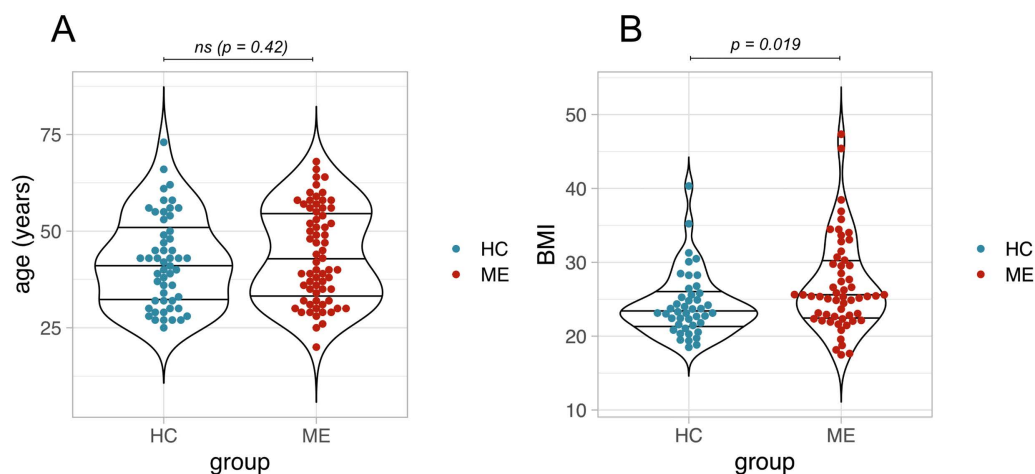 A
ns (p = 0.42)
75
50
25
age (years)
HC
ME
group
HC
ME
B
p = 0.019
50
40
30
20
10
BMI
HC
ME
group
HC
ME